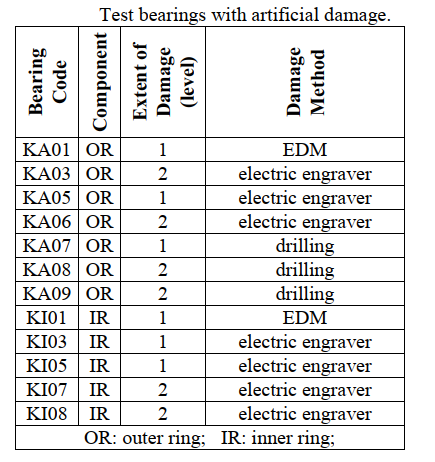 Test bearings with artificial damage.
Bearing Code Component Extent of Damage (level) Damage Method
KA01 OR 1 EDM
KA03 OR 2 electric engraver
KA05 OR 1 electric engraver
KA06 OR 2 electric engraver
KA07 OR 1 drilling
KA08 OR 2 drilling
KA09 OR 2 drilling
KI01 IR 1 EDM
KI03 IR 1 electric engraver
KI05 IR 1 electric engraver
KI07 IR 2 electric engraver
KI08 IR 2 electric engraver
OR: outer ring; IR: inner ring;